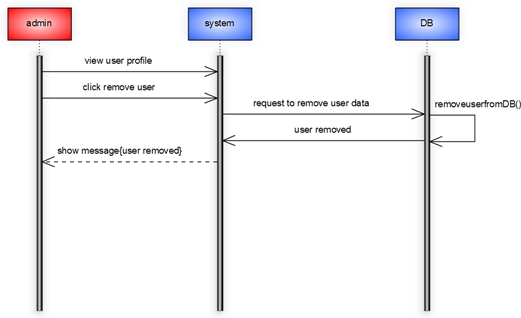 admin
system
DB
view user profile
click remove user
request to remove user data
removeuserfromDB()
user removed
show message{user removed}